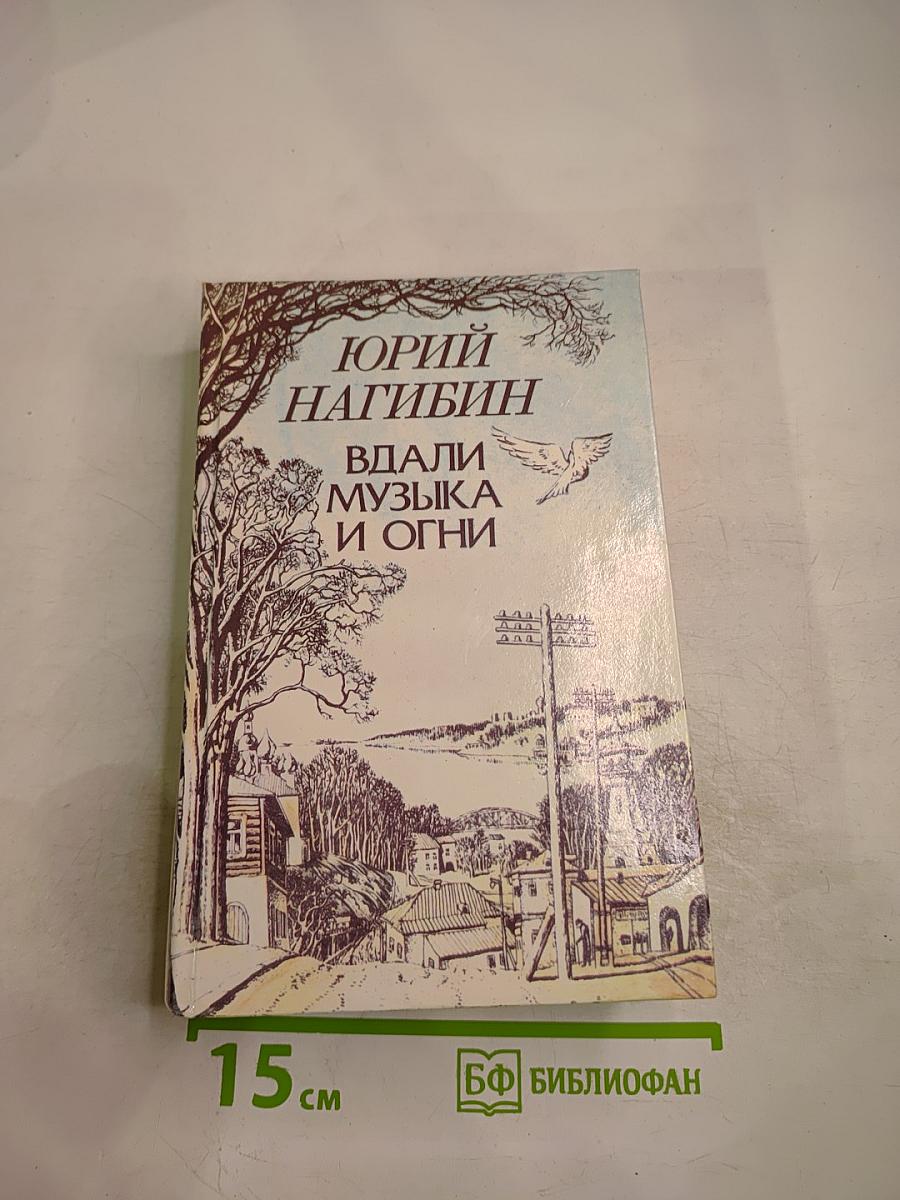 ЮРИЙ
НАГИБИН
ВДАЛИ
МУЗЫКА
И ОГНИ
15 см
БФ БИБЛИОФАН